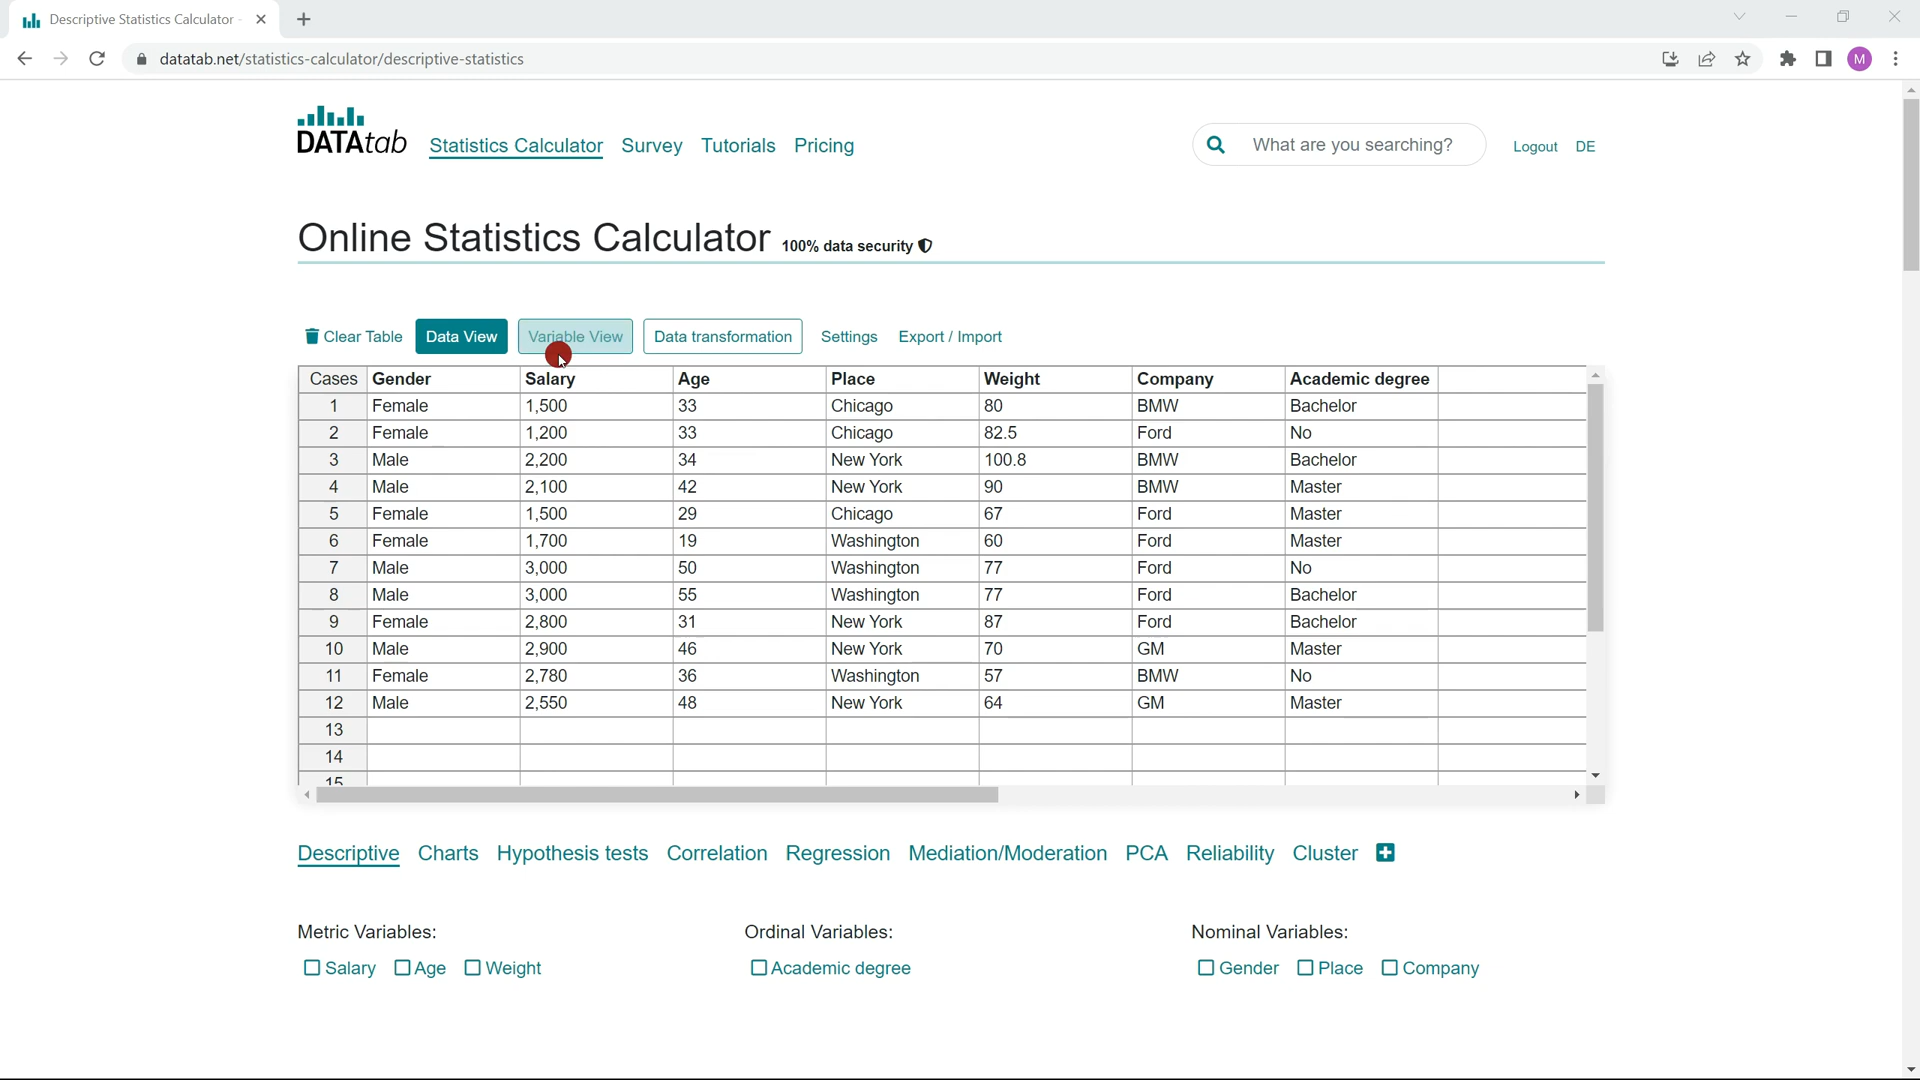 Descriptive Statistics Calculator
datatab.net/statistics-calculator/descriptive-statistics
M
DATAtab
Statistics Calculator Survey Tutorials Pricing
What are you searching?
Logout DE
Online Statistics Calculator 100% data security
Clear Table Data View Variable View Data transformation Settings Export / Import
Cases Gender Salary Age Place Weight Company Academic degree
1 Female 1,500 33 Chicago 80 BMW Bachelor
2 Female 1,200 33 Chicago 82.5 Ford No
3 Male 2,200 34 New York 100.8 BMW Bachelor
4 Male 2,100 42 New York 90 BMW Master
5 Female 1,500 29 Chicago 67 Ford Master
6 Female 1,700 19 Washington 60 Ford Master
7 Male 3,000 50 Washington 77 Ford No
8 Male 3,000 55 Washington 77 Ford Bachelor
9 Female 2,800 31 New York 87 Ford Bachelor
10 Male 2,900 46 New York 70 GM Master
11 Female 2,780 36 Washington 57 BMW No
12 Male 2,550 48 New York 64 GM Master
13
14
15
Descriptive Charts Hypothesis tests Correlation Regression Mediation/Moderation PCA Reliability Cluster
Metric Variables: Ordinal Variables: Nominal Variables:
Salary Age Weight Academic degree Gender Place Company